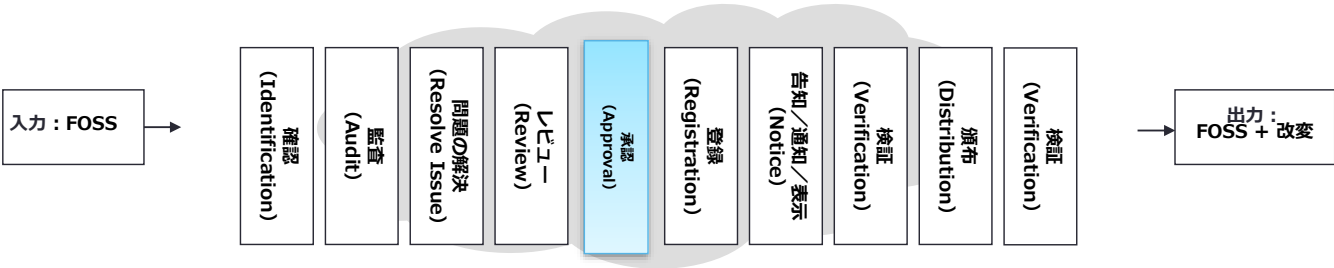 入力：FOSS
確認
（Identification）
監査
（Audit）
問題の解決
（Resolve Issue）
レビュー
（Review）
承認
（Approval）
登録
（Registration）
告知／通知／表示
（Notice）
検証
（Verification）
頒布
（Distribution）
検証
（Verification）
出力：
FOSS + 改変